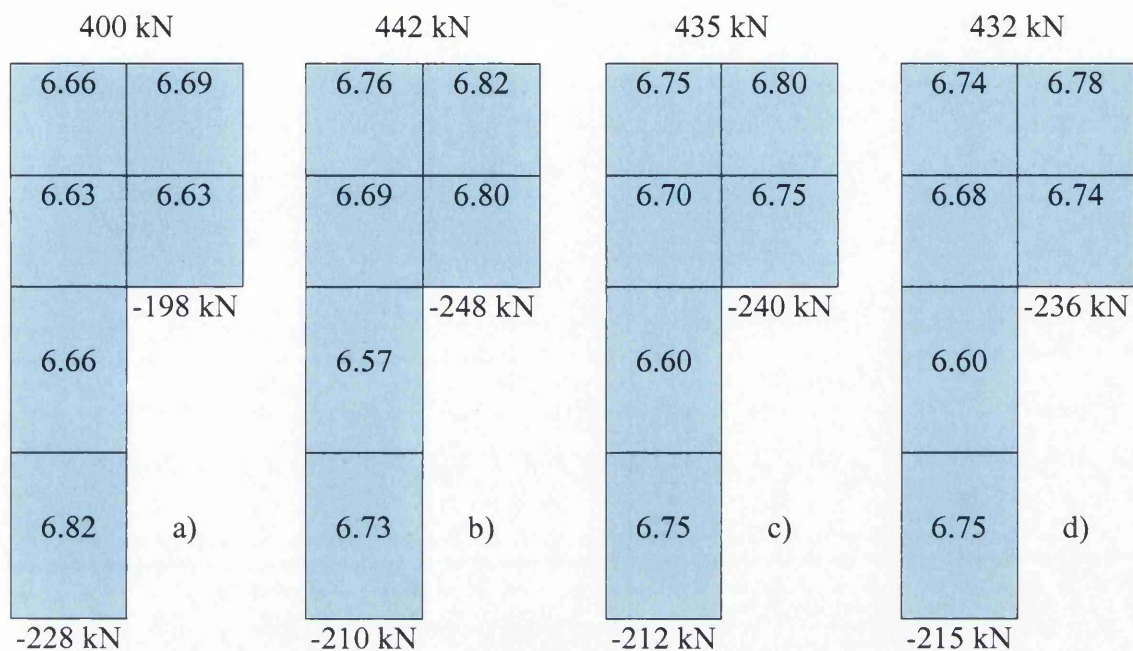 400 kN 442 kN 435 kN 432 kN
6.66 6.69 6.76 6.82 6.75 6.80 6.74 6.78
6.63 6.63 6.69 6.80 6.70 6.75 6.68 6.74
-198 kN -248 kN -240 kN -236 kN
6.66 6.57 6.60 6.60
6.82 a) 6.73 b) 6.75 c) 6.75 d)
-228 kN -210 kN -212 kN -215 kN